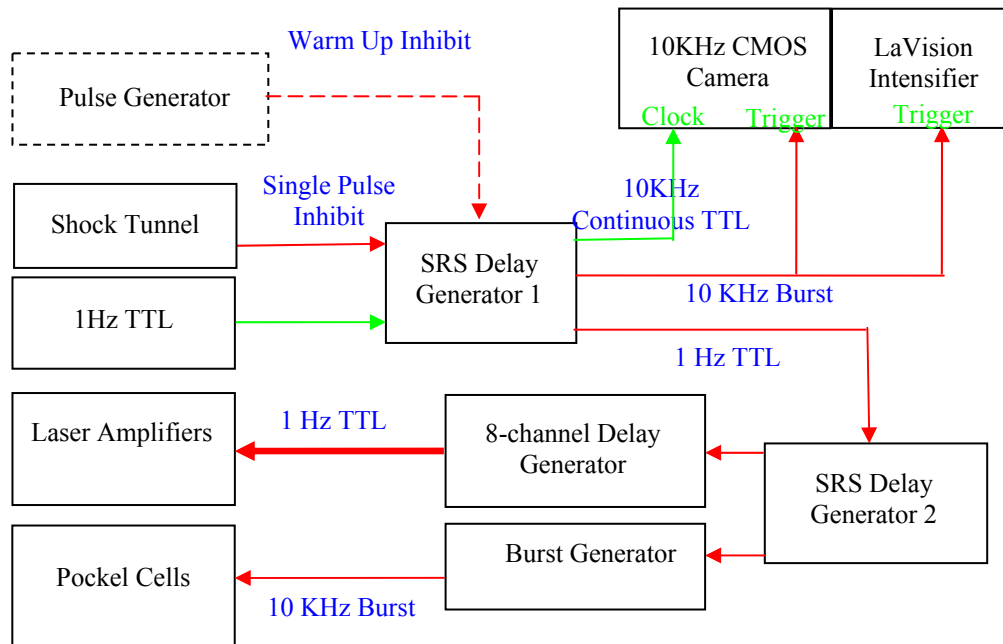 Warm Up Inhibit
Pulse Generator
10KHz CMOS
Camera
Clock
Trigger
LaVision
Intensifier
Trigger
Single Pulse
Inhibit
Shock Tunnel
10KHz
Continuous TTL
SRS Delay
Generator 1
1Hz TTL
10 KHz Burst
1 Hz TTL
Laser Amplifiers
1 Hz TTL
8-channel Delay
Generator
SRS Delay
Generator 2
Pockel Cells
10 KHz Burst
Burst Generator